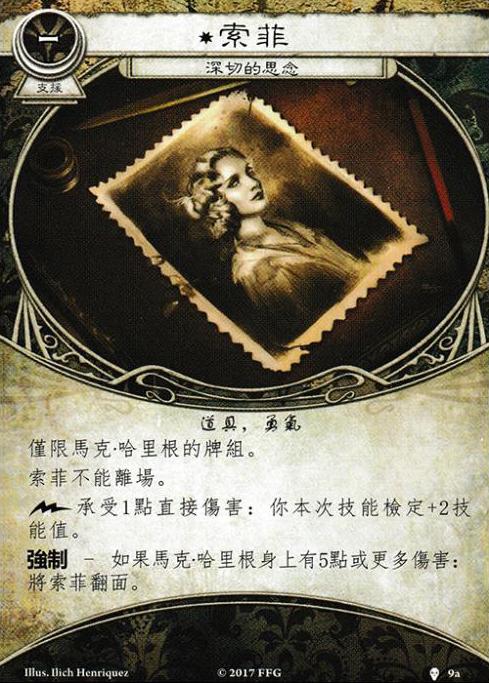 索菲
深切的思念
支援
道具，勇氣
僅限馬克·哈里根的牌組。
索菲不能離場。
承受1點直接傷害：你本次技能檢定+2技
能值。
強制 – 如果馬克·哈里根身上有5點或更多傷害：
將索菲翻面。
Illus. Ilich Henriquez
© 2017 FFG
9a